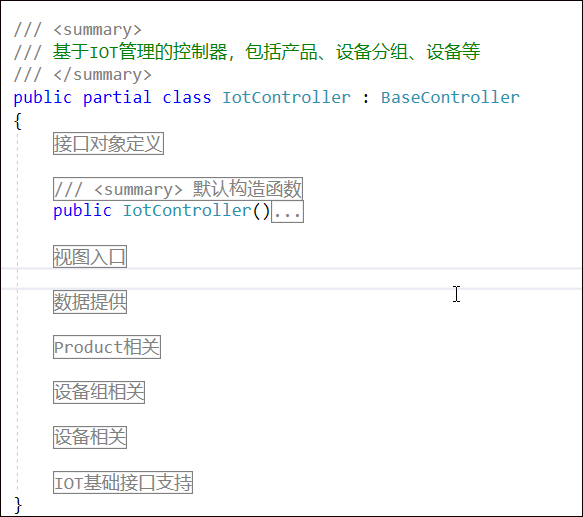 /// <summary>
/// 基于IOT管理的控制器，包括产品、设备分组、设备等
/// </summary>
public partial class IotController : BaseController
{
接口对象定义
/// <summary> 默认构造函数
public IotController()...
视图入口
数据提供
Product相关
设备组相关
设备相关
IOT基础接口支持
}